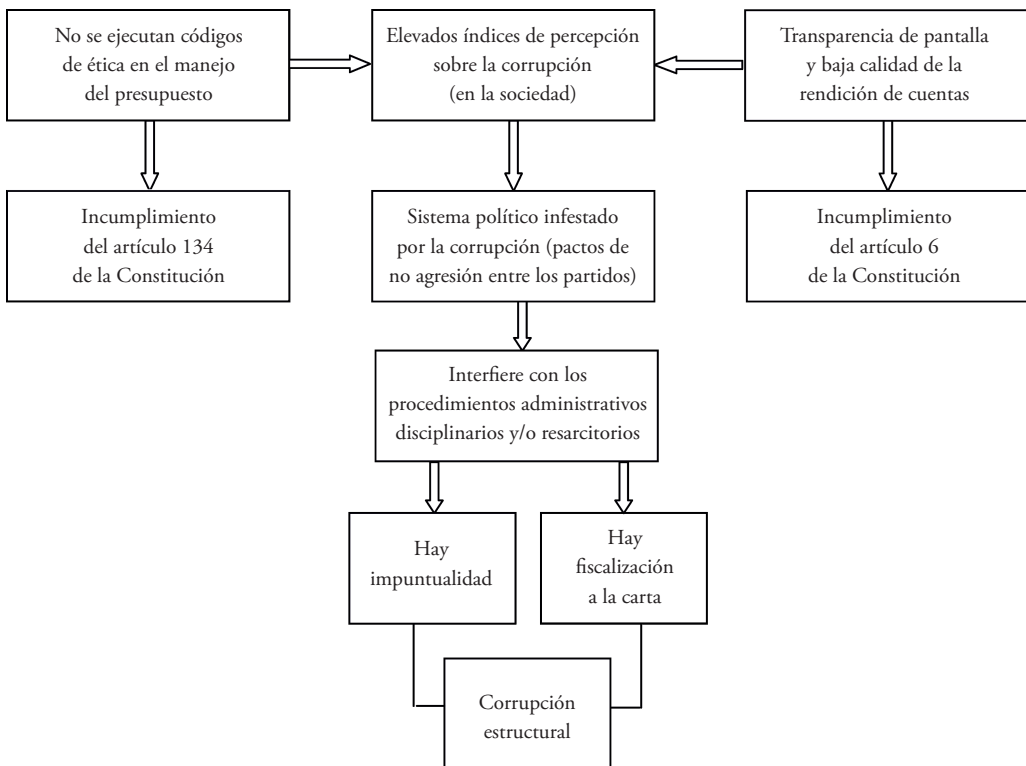 No se ejecutan códigos
de ética en el manejo
del presupuesto
Elevados índices de percepción
sobre la corrupción
(en la sociedad)
Transparencia de pantalla
y baja calidad de la
rendición de cuentas
Incumplimiento
del artículo 134
de la Constitución
Sistema político infestado
por la corrupción (pactos de
no agresión entre los partidos)
Incumplimiento
del artículo 6
de la Constitución
Interfiere con los
procedimientos administrativos
disciplinarios y/o resarcitorios
Hay
impuntualidad
Hay
fiscalización
a la carta
Corrupción
estructural